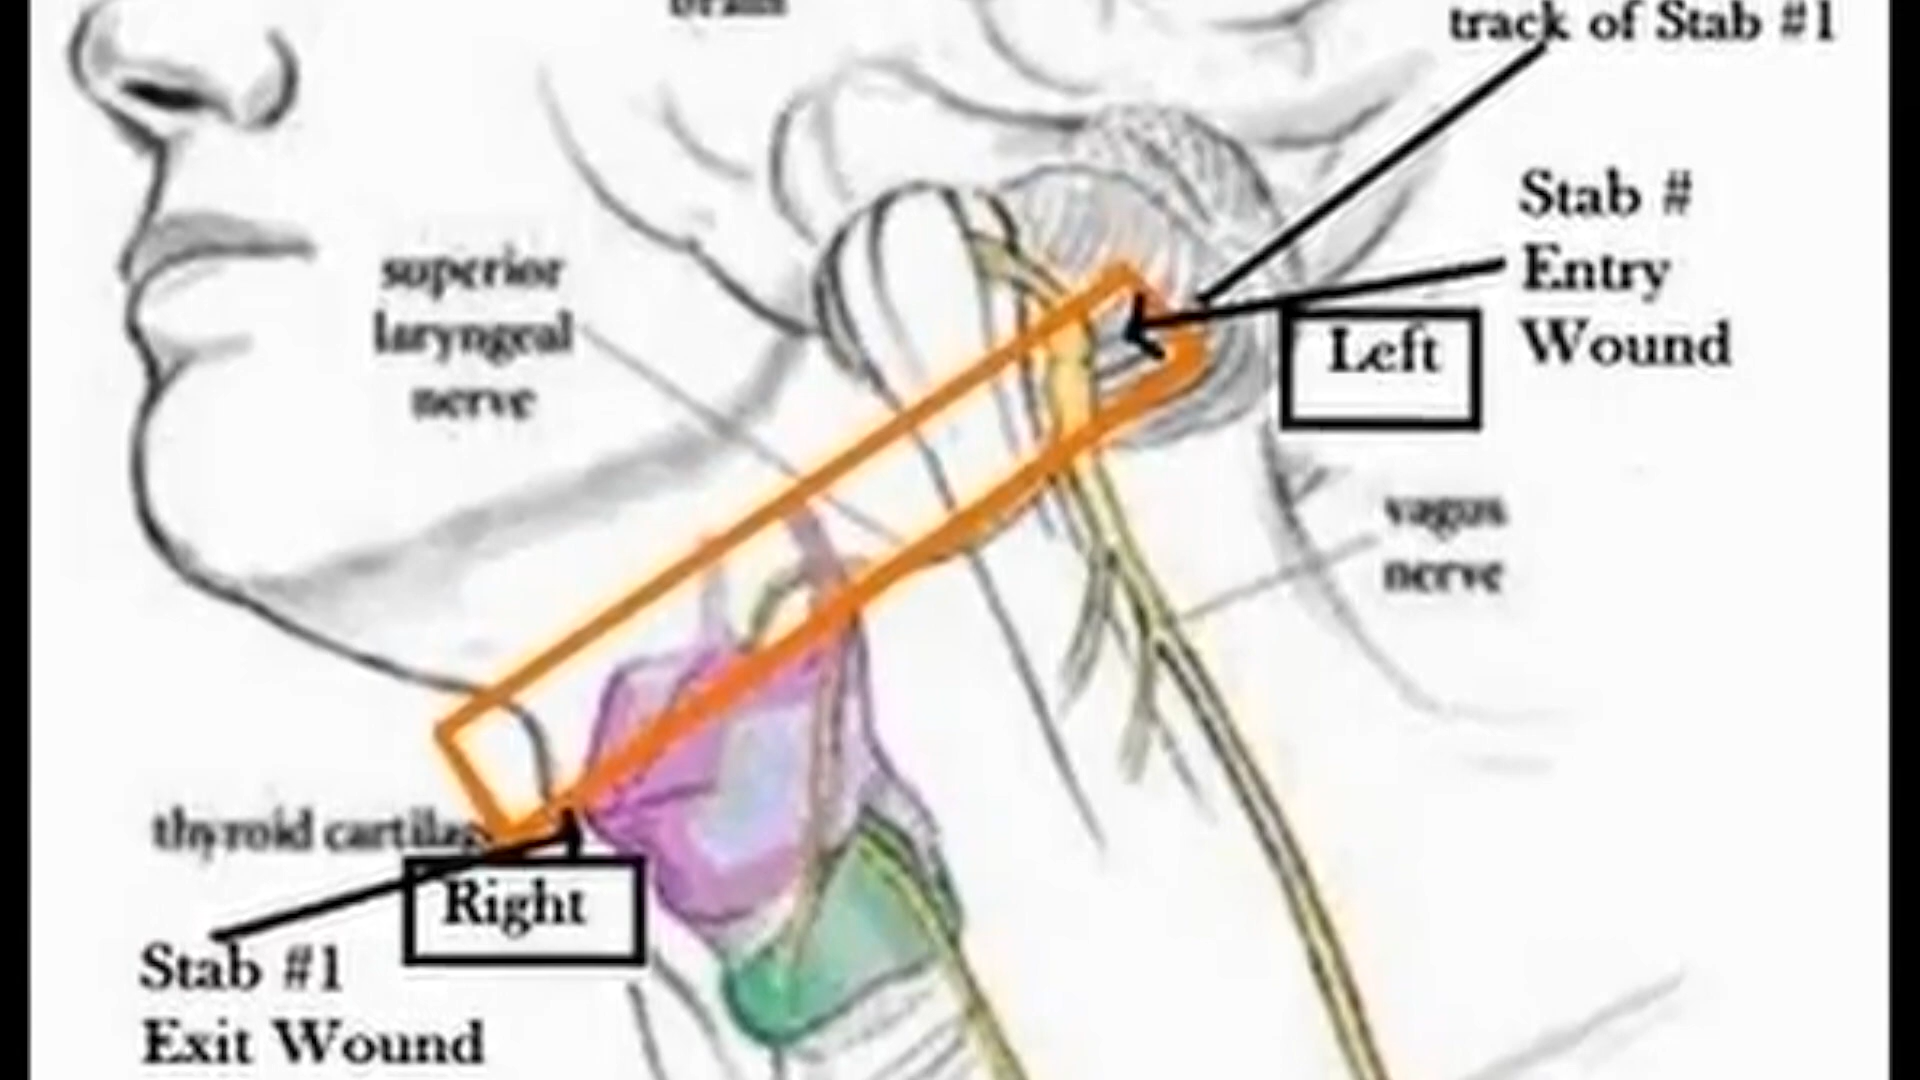 brain
track of Stab #1
Stab #
Entry
Wound
Left
superior
laryngeal
nerve
vagus
nerve
thyroid cartilag
Right
Stab #1
Exit Wound